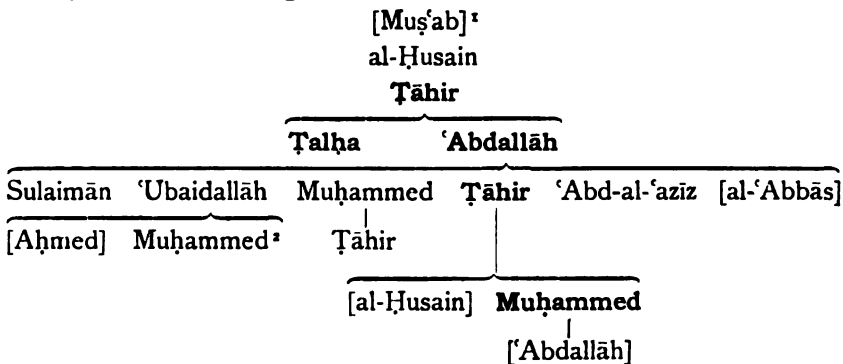 [Muṣʿab]¹
al-Ḥusain
Ṭāhir
Ṭalḥa ʿAbdallāh
Sulaimān ʿUbaidallāh Muḥammed Ṭāhir ʿAbd-al-ʿazīz [al-ʿAbbās]
[Aḥmed] Muḥammed² Ṭāhir
[al-Ḥusain] Muḥammed
[ʿAbdallāh]